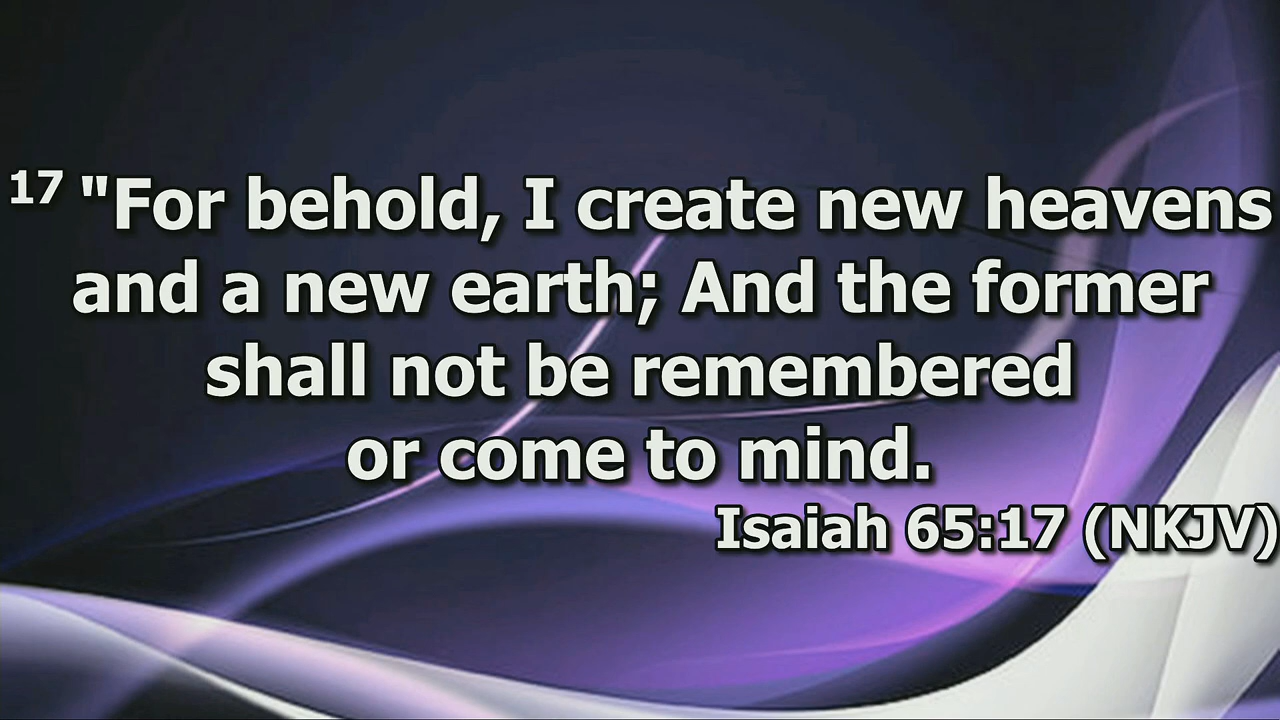 17 "For behold, I create new heavens
and a new earth; And the former
shall not be remembered
or come to mind.
Isaiah 65:17 (NKJV)